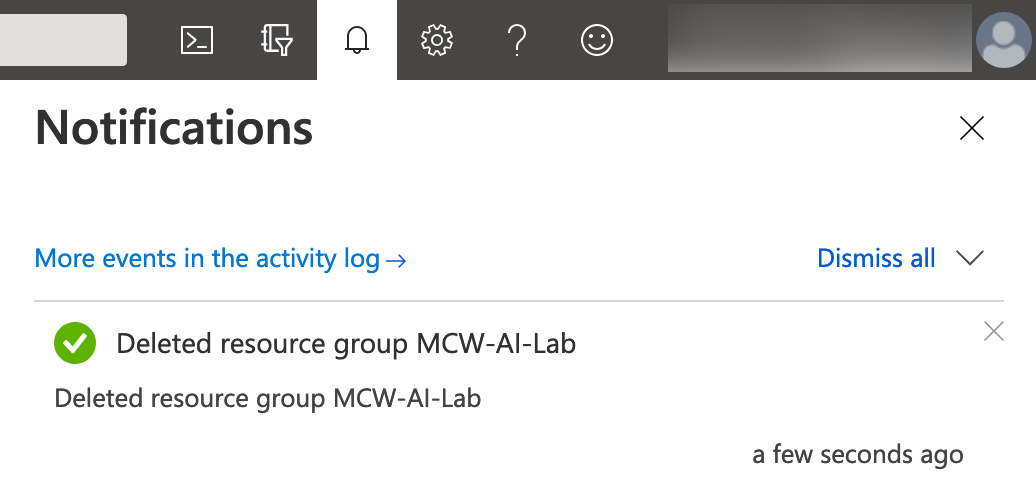 Notifications
More events in the activity log →
Dismiss all
Deleted resource group MCW-AI-Lab
Deleted resource group MCW-AI-Lab
a few seconds ago